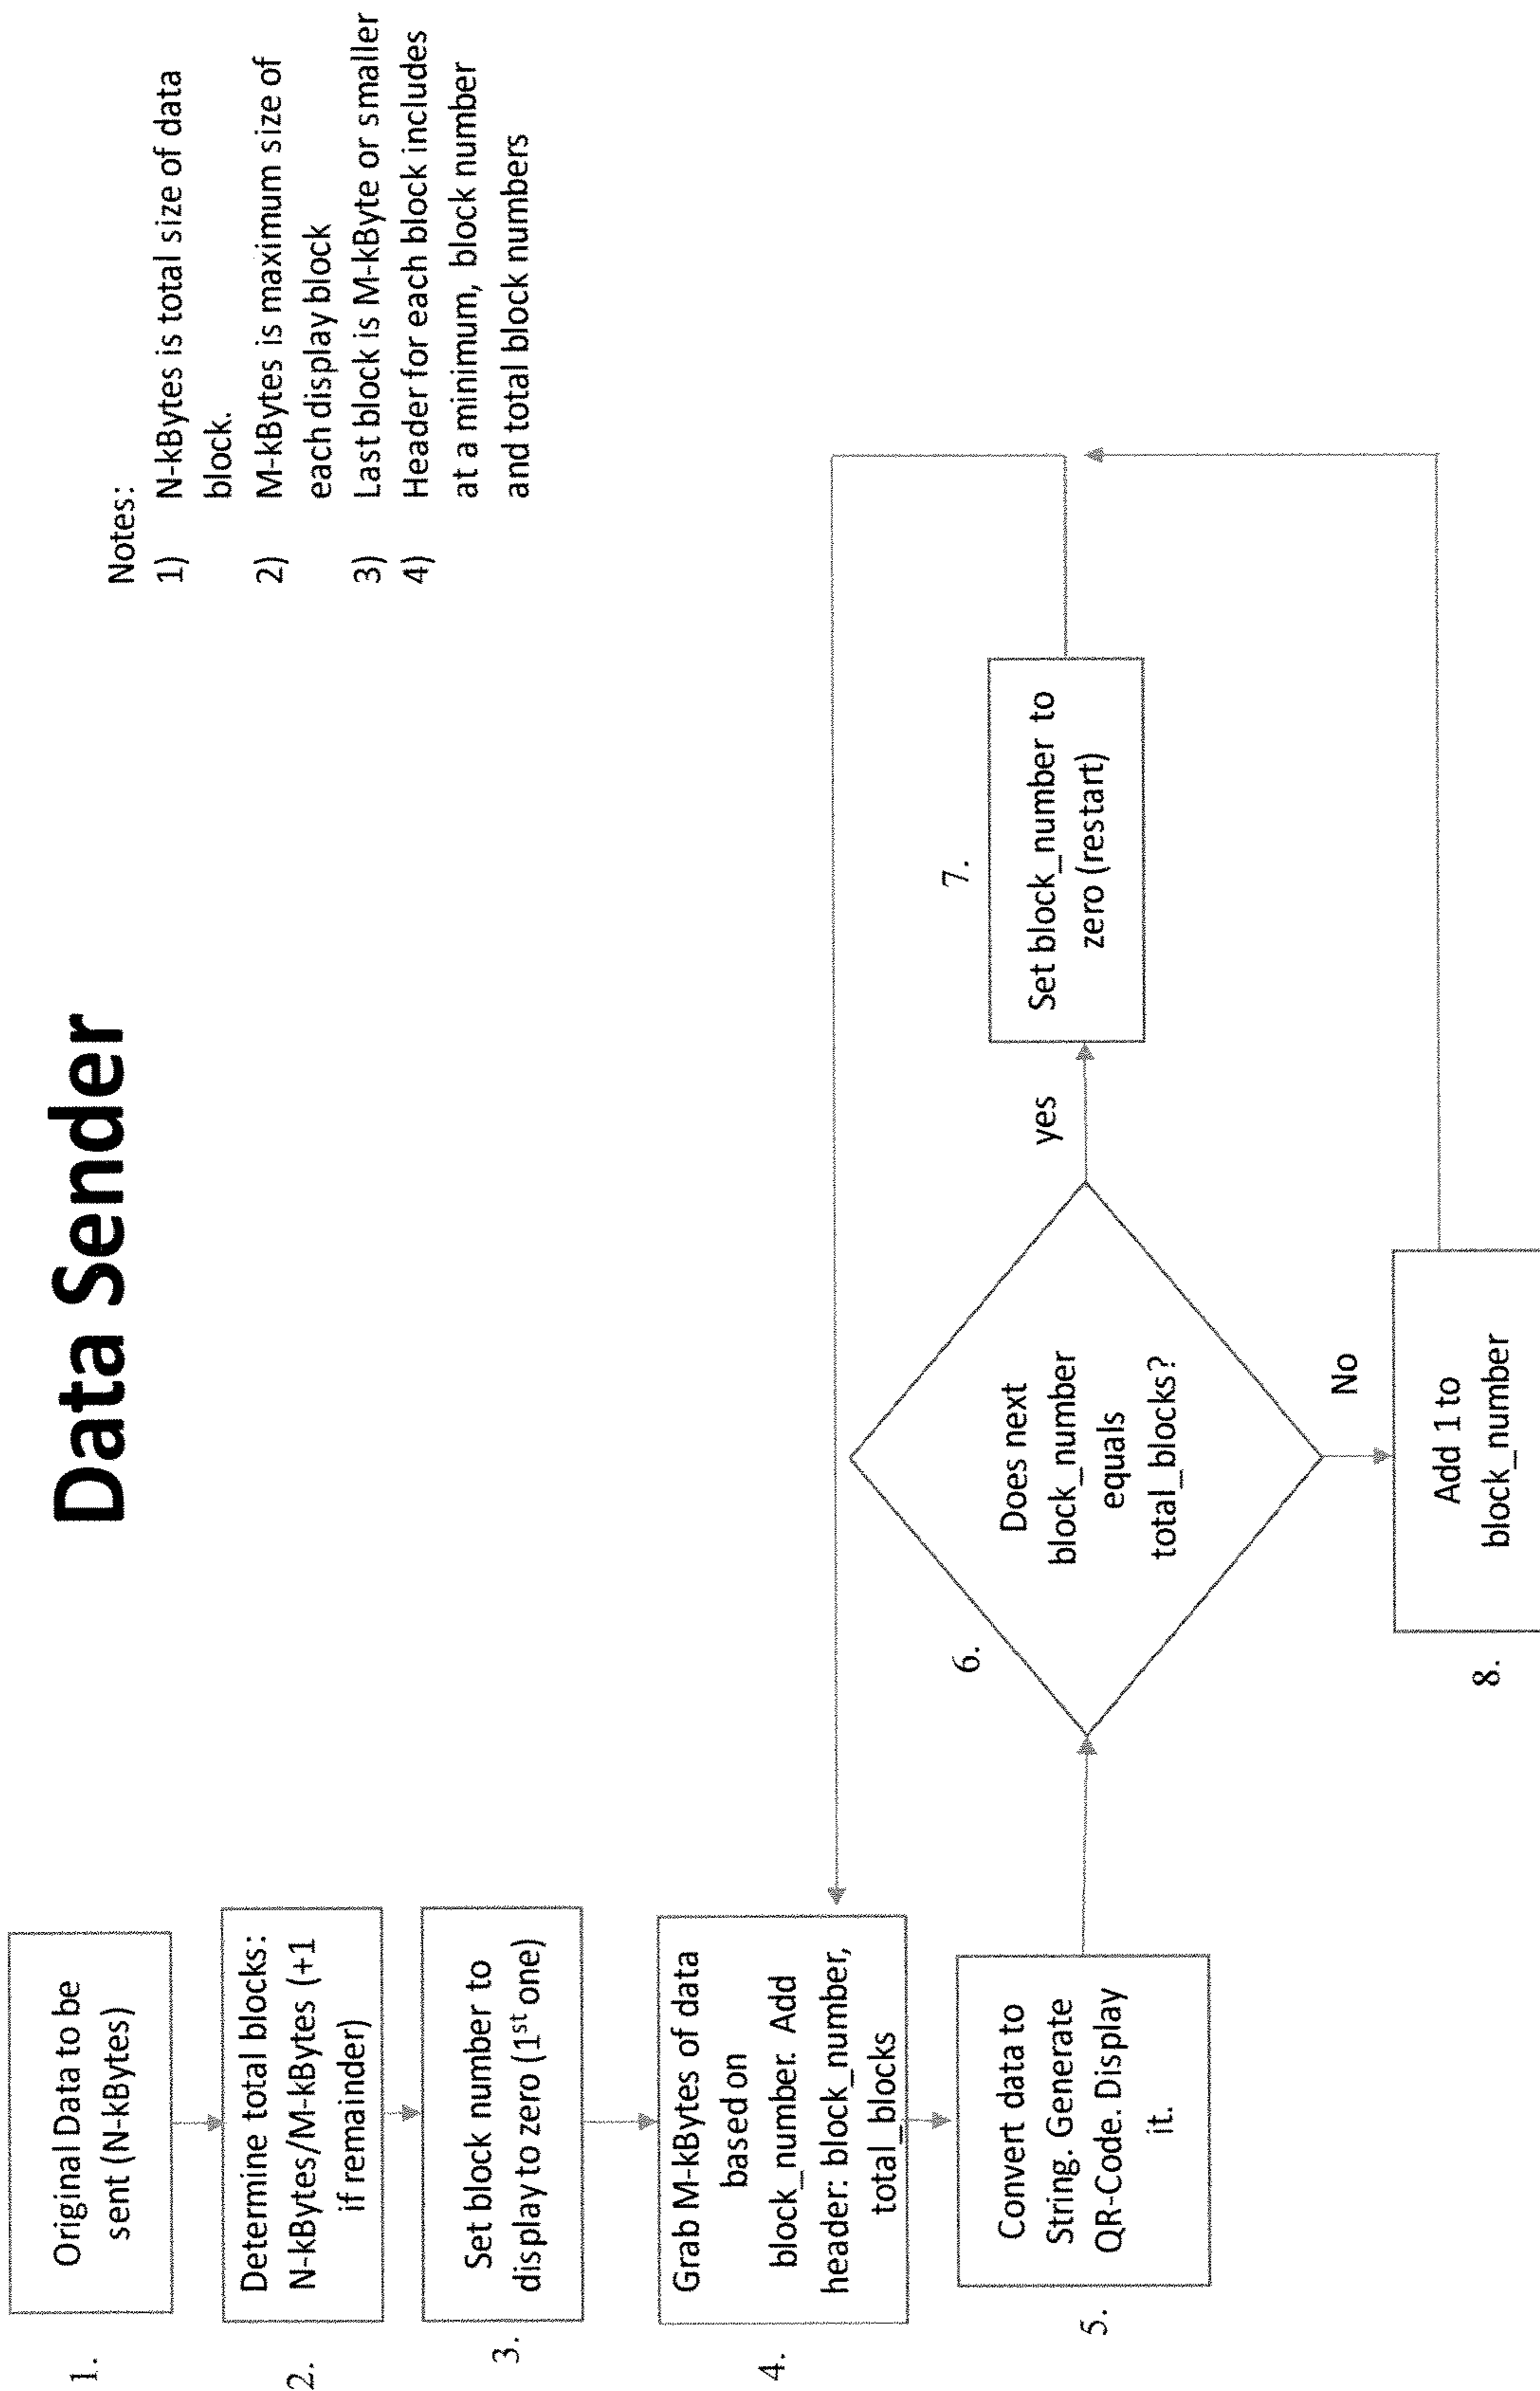 Data Sender
Notes:
1) N-kBytes is total size of data
block.
2) M-kBytes is maximum size of
each display block
3) Last block is M-kByte or smaller
4) Header for each block includes
at a minimum, block number
and total block numbers
1.
Original Data to be
sent (N-kBytes)
2.
Determine total blocks:
N-kBytes/M-kBytes (+1
if remainder)
3.
Set block number to
display to zero (1st one)
4.
Grab M-kBytes of data
based on
block_number. Add
header: block_number,
total_blocks
5.
Convert data to
String. Generate
QR-Code. Display
it.
6.
Does next
block_number
equals
total_blocks?
yes
7.
Set block_number to
zero (restart)
No
8.
Add 1 to
block_number